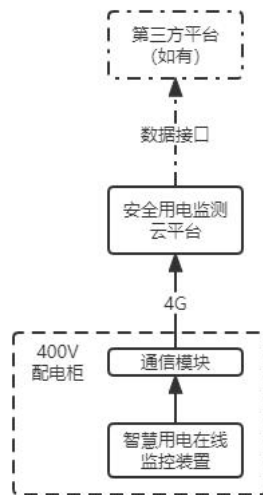 第三方平台
（如有）
数据接口
安全用电监测
云平台
4G
400V
配电柜
通信模块
智慧用电在线
监控装置